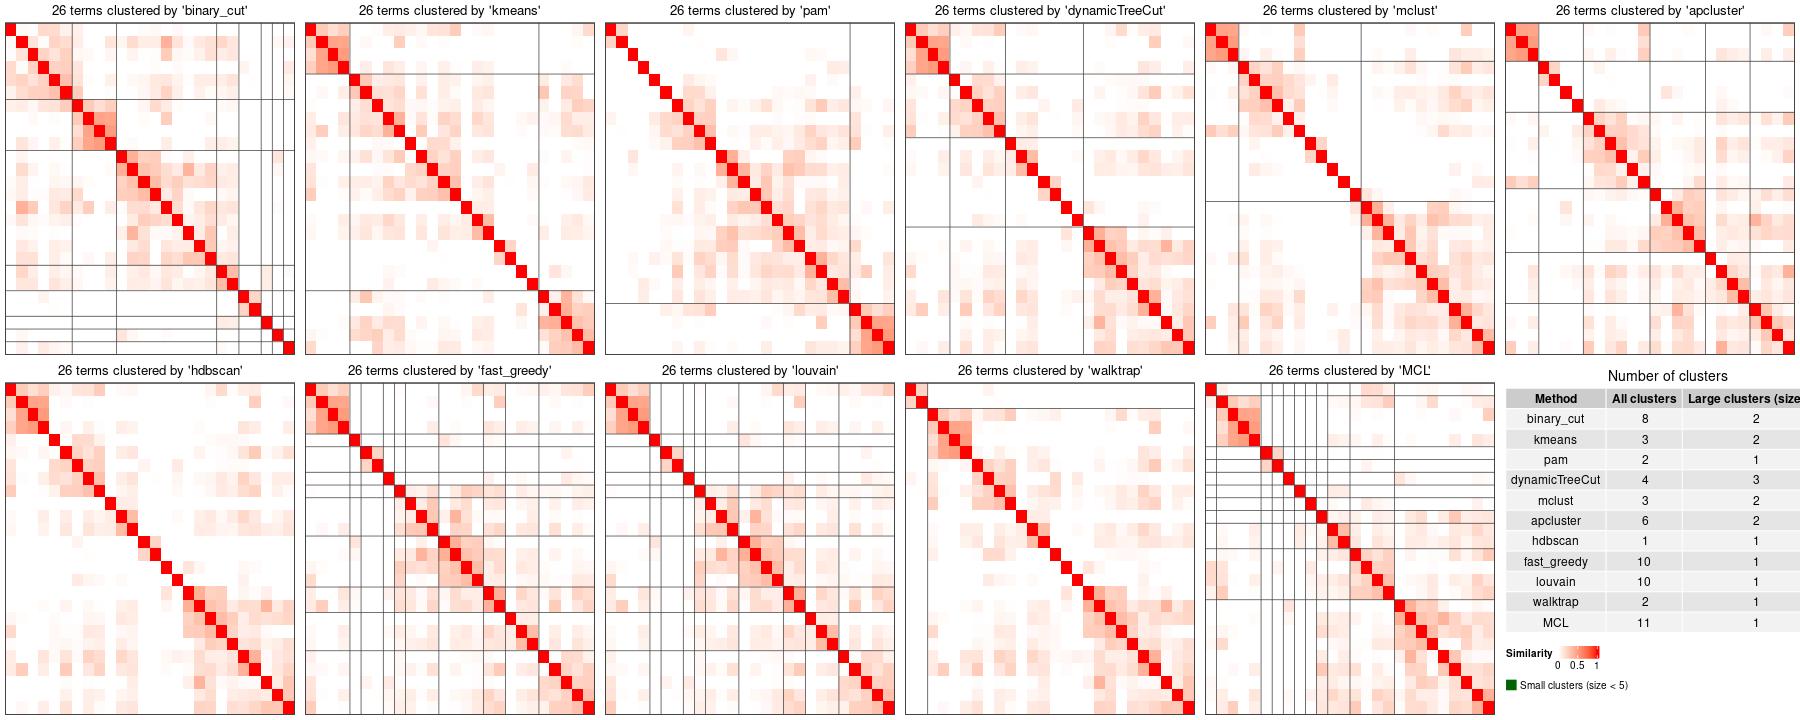 26 terms clustered by 'binary_cut'
26 terms clustered by 'kmeans'
26 terms clustered by 'pam'
26 terms clustered by 'dynamicTreeCut'
26 terms clustered by 'mclust'
26 terms clustered by 'apcluster'
26 terms clustered by 'hdbscan'
26 terms clustered by 'fast_greedy'
26 terms clustered by 'louvain'
26 terms clustered by 'walktrap'
26 terms clustered by 'MCL'
Number of clusters
Method All clusters Large clusters (size
binary_cut 8 2
kmeans 3 2
pam 2 1
dynamicTreeCut 4 3
mclust 3 2
apcluster 6 2
hdbscan 1 1
fast_greedy 10 1
louvain 10 1
walktrap 2 1
MCL 11 1
Similarity
0 0.5 1
Small clusters (size < 5)